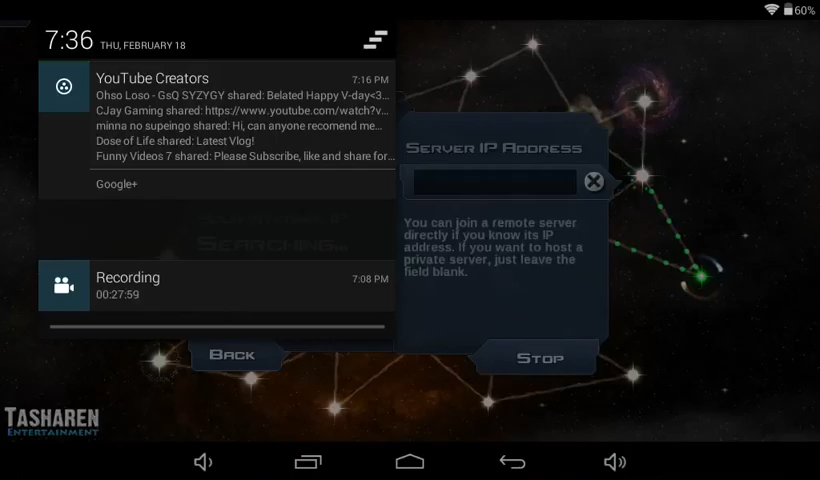 60%
7:36 THU, FEBRUARY 18
YouTube Creators 7:16 PM
Ohso Loso - GsQ SYZYGY shared: Belated Happy V-day<3...
CJay Gaming shared: https://www.youtube.com/watch?v...
minna no supeingo shared: Hi, can anyone recomend me...
Dose of Life shared: Latest Vlog!
Funny Videos 7 shared: Please Subscribe, like and share for...
Google+
Searching...
Recording 7:08 PM
00:27:59
Server IP Address
You can join a remote server
directly if you know its IP
address. If you want to host a
private server, just leave the
field blank.
Back
Stop
TASHAREN
ENTERTAINMENT